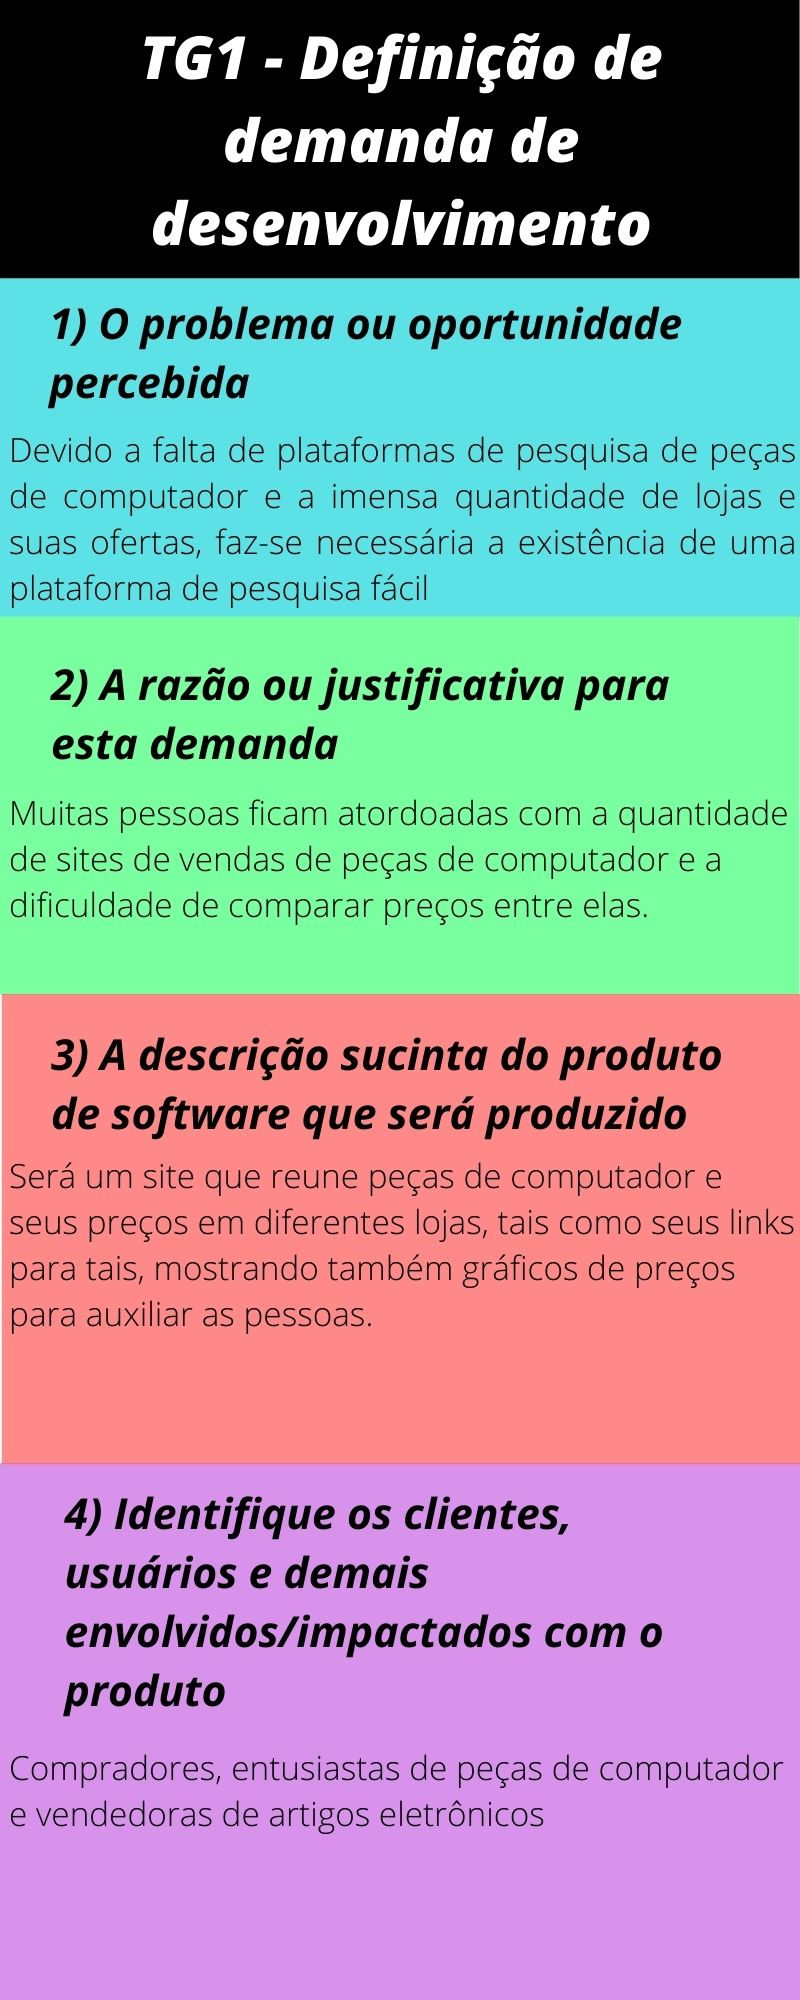 TG1 - Definição de
demanda de
desenvolvimento
1) O problema ou oportunidade
percebida
Devido a falta de plataformas de pesquisa de peças
de computador e a imensa quantidade de lojas e
suas ofertas, faz-se necessária a existência de uma
plataforma de pesquisa fácil
2) A razão ou justificativa para
esta demanda
Muitas pessoas ficam atordoadas com a quantidade
de sites de vendas de peças de computador e a
dificuldade de comparar preços entre elas.
3) A descrição sucinta do produto
de software que será produzido
Será um site que reune peças de computador e
seus preços em diferentes lojas, tais como seus links
para tais, mostrando também gráficos de preços
para auxiliar as pessoas.
4) Identifique os clientes,
usuários e demais
envolvidos/impactados com o
produto
Compradores, entusiastas de peças de computador
e vendedoras de artigos eletrônicos